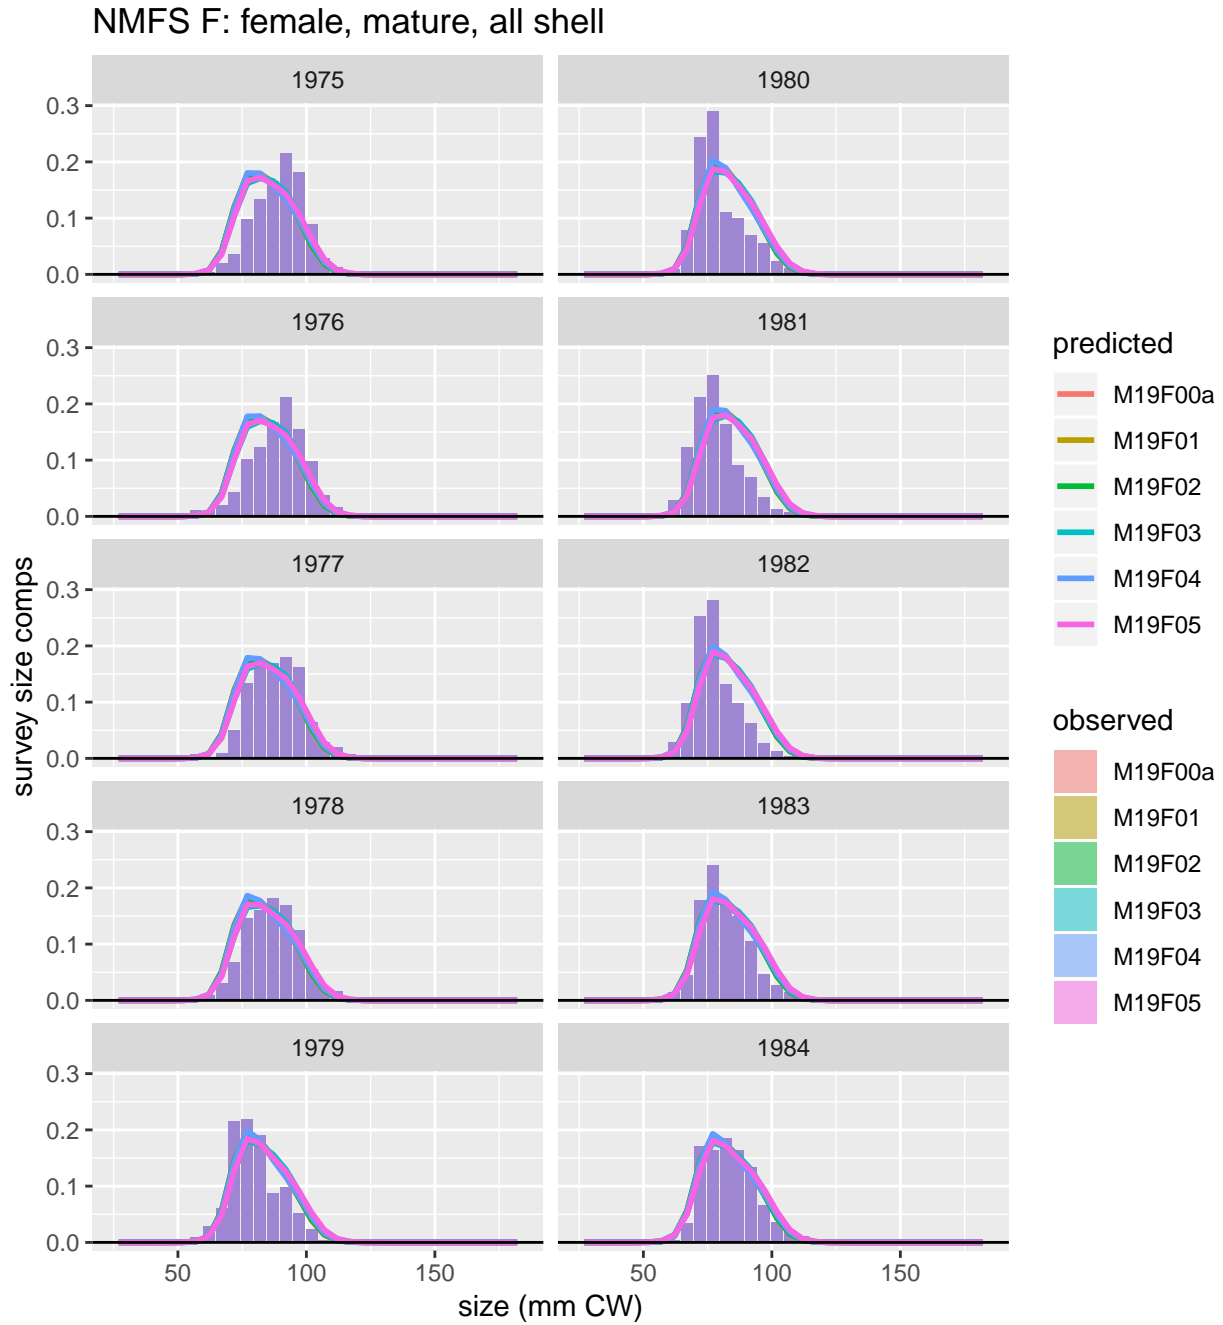 NMFS F: female, mature, all shell
1975
1980
0.3
0.2
0.1
0.0
1976
1981
0.3
0.2
0.1
0.0
1977
1982
0.3
0.2
0.1
0.0
1978
1983
0.3
0.2
0.1
0.0
1979
1984
0.3
0.2
0.1
0.0
50
100
150
50
100
150
size (mm CW)
survey size comps
predicted
M19F00a
M19F01
M19F02
M19F03
M19F04
M19F05
observed
M19F00a
M19F01
M19F02
M19F03
M19F04
M19F05